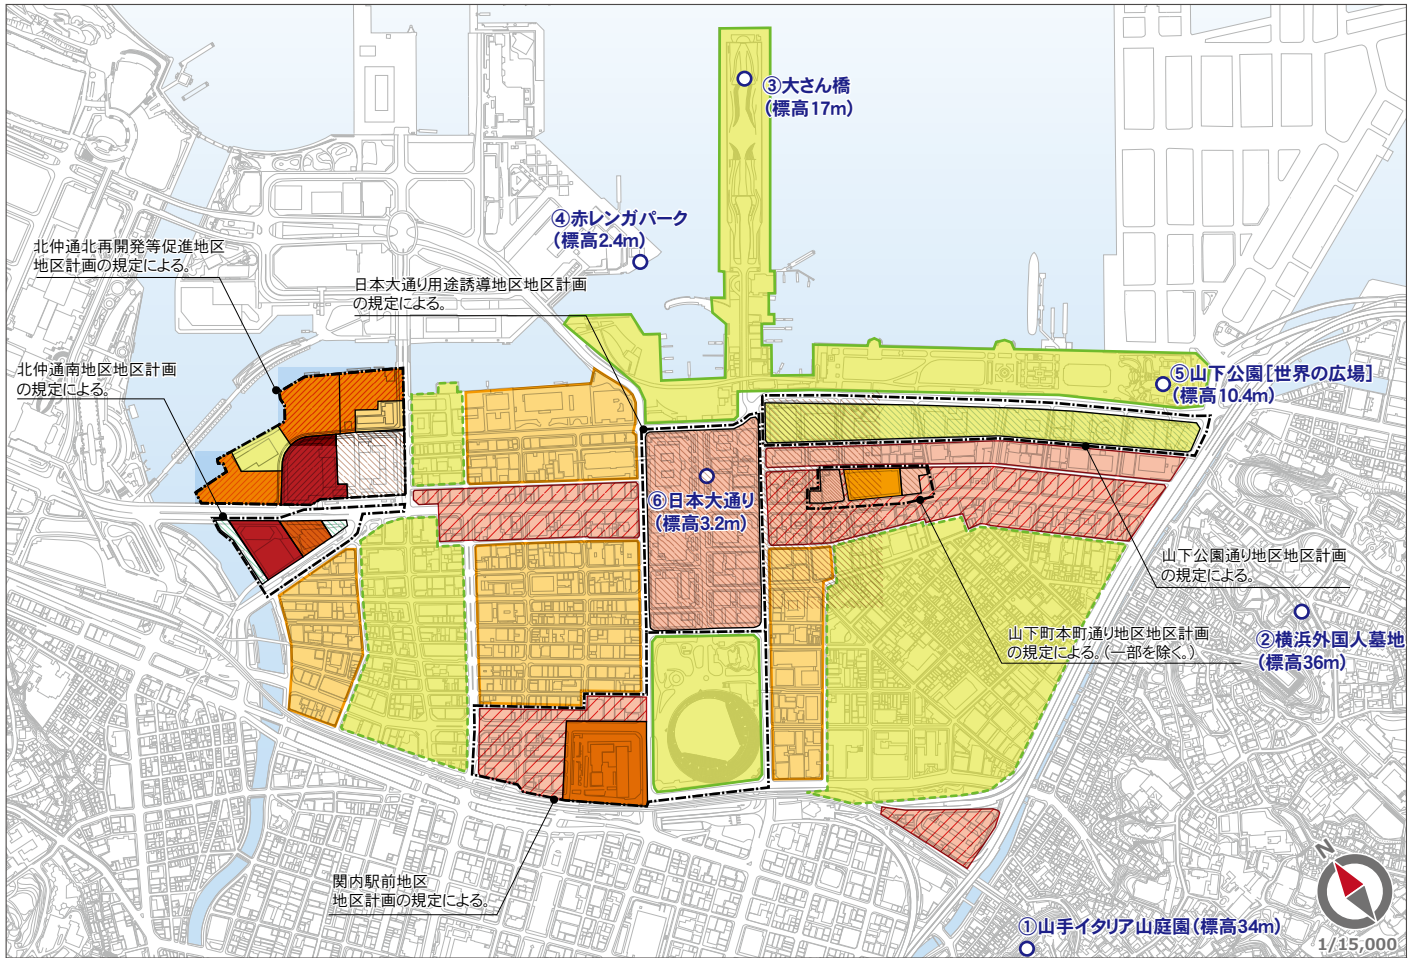 ③大さん橋
(標高17m)
④赤レンガパーク
(標高2.4m)
北仲通北再開発等促進地区
地区計画の規定による。
日本大通り用途誘導地区地区計画
の規定による。
北仲通南地区地区計画
の規定による。
⑤山下公園[世界の広場]
(標高10.4m)
⑥日本大通り
(標高3.2m)
山下公園通り地区地区計画
の規定による。
山下町本町通り地区地区計画
の規定による。(一部を除く。)
②横浜外国人墓地
(標高36m)
関内駅前地区
地区計画の規定による。
①山手イタリア山庭園(標高34m)
N
1/15,000